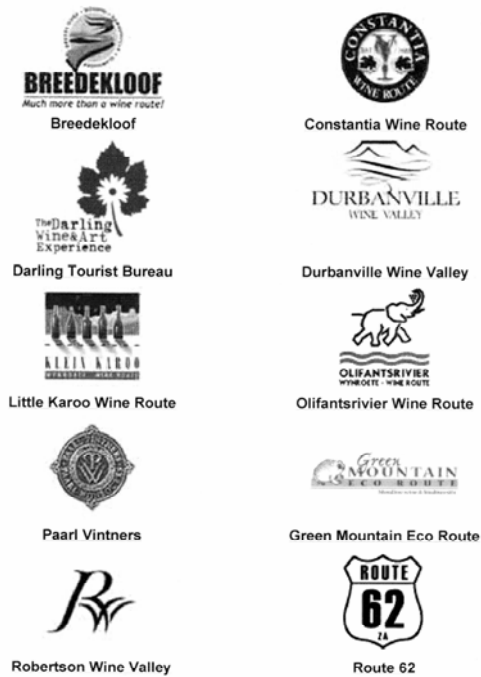 BREEDEKLOOF
Much more than a wine route!
Breedekloof
CONSTANTIA
WINE ROUTE
Constantia Wine Route
The Darling
Wine & Art
Experience
Darling Tourist Bureau
DURBANVILLE
WINE VALLEY
Durbanville Wine Valley
KLEIN KAROO
WYNROETE - WINE ROUTE
Little Karoo Wine Route
OLIFANTSRIVIER
WYNROETE - WINE ROUTE
Olifantsrivier Wine Route
Paarl Vintners
Green
MOUNTAIN
ECO ROUTE
Green Mountain Eco Route
Robertson Wine Valley
ROUTE
62
ZA
Route 62